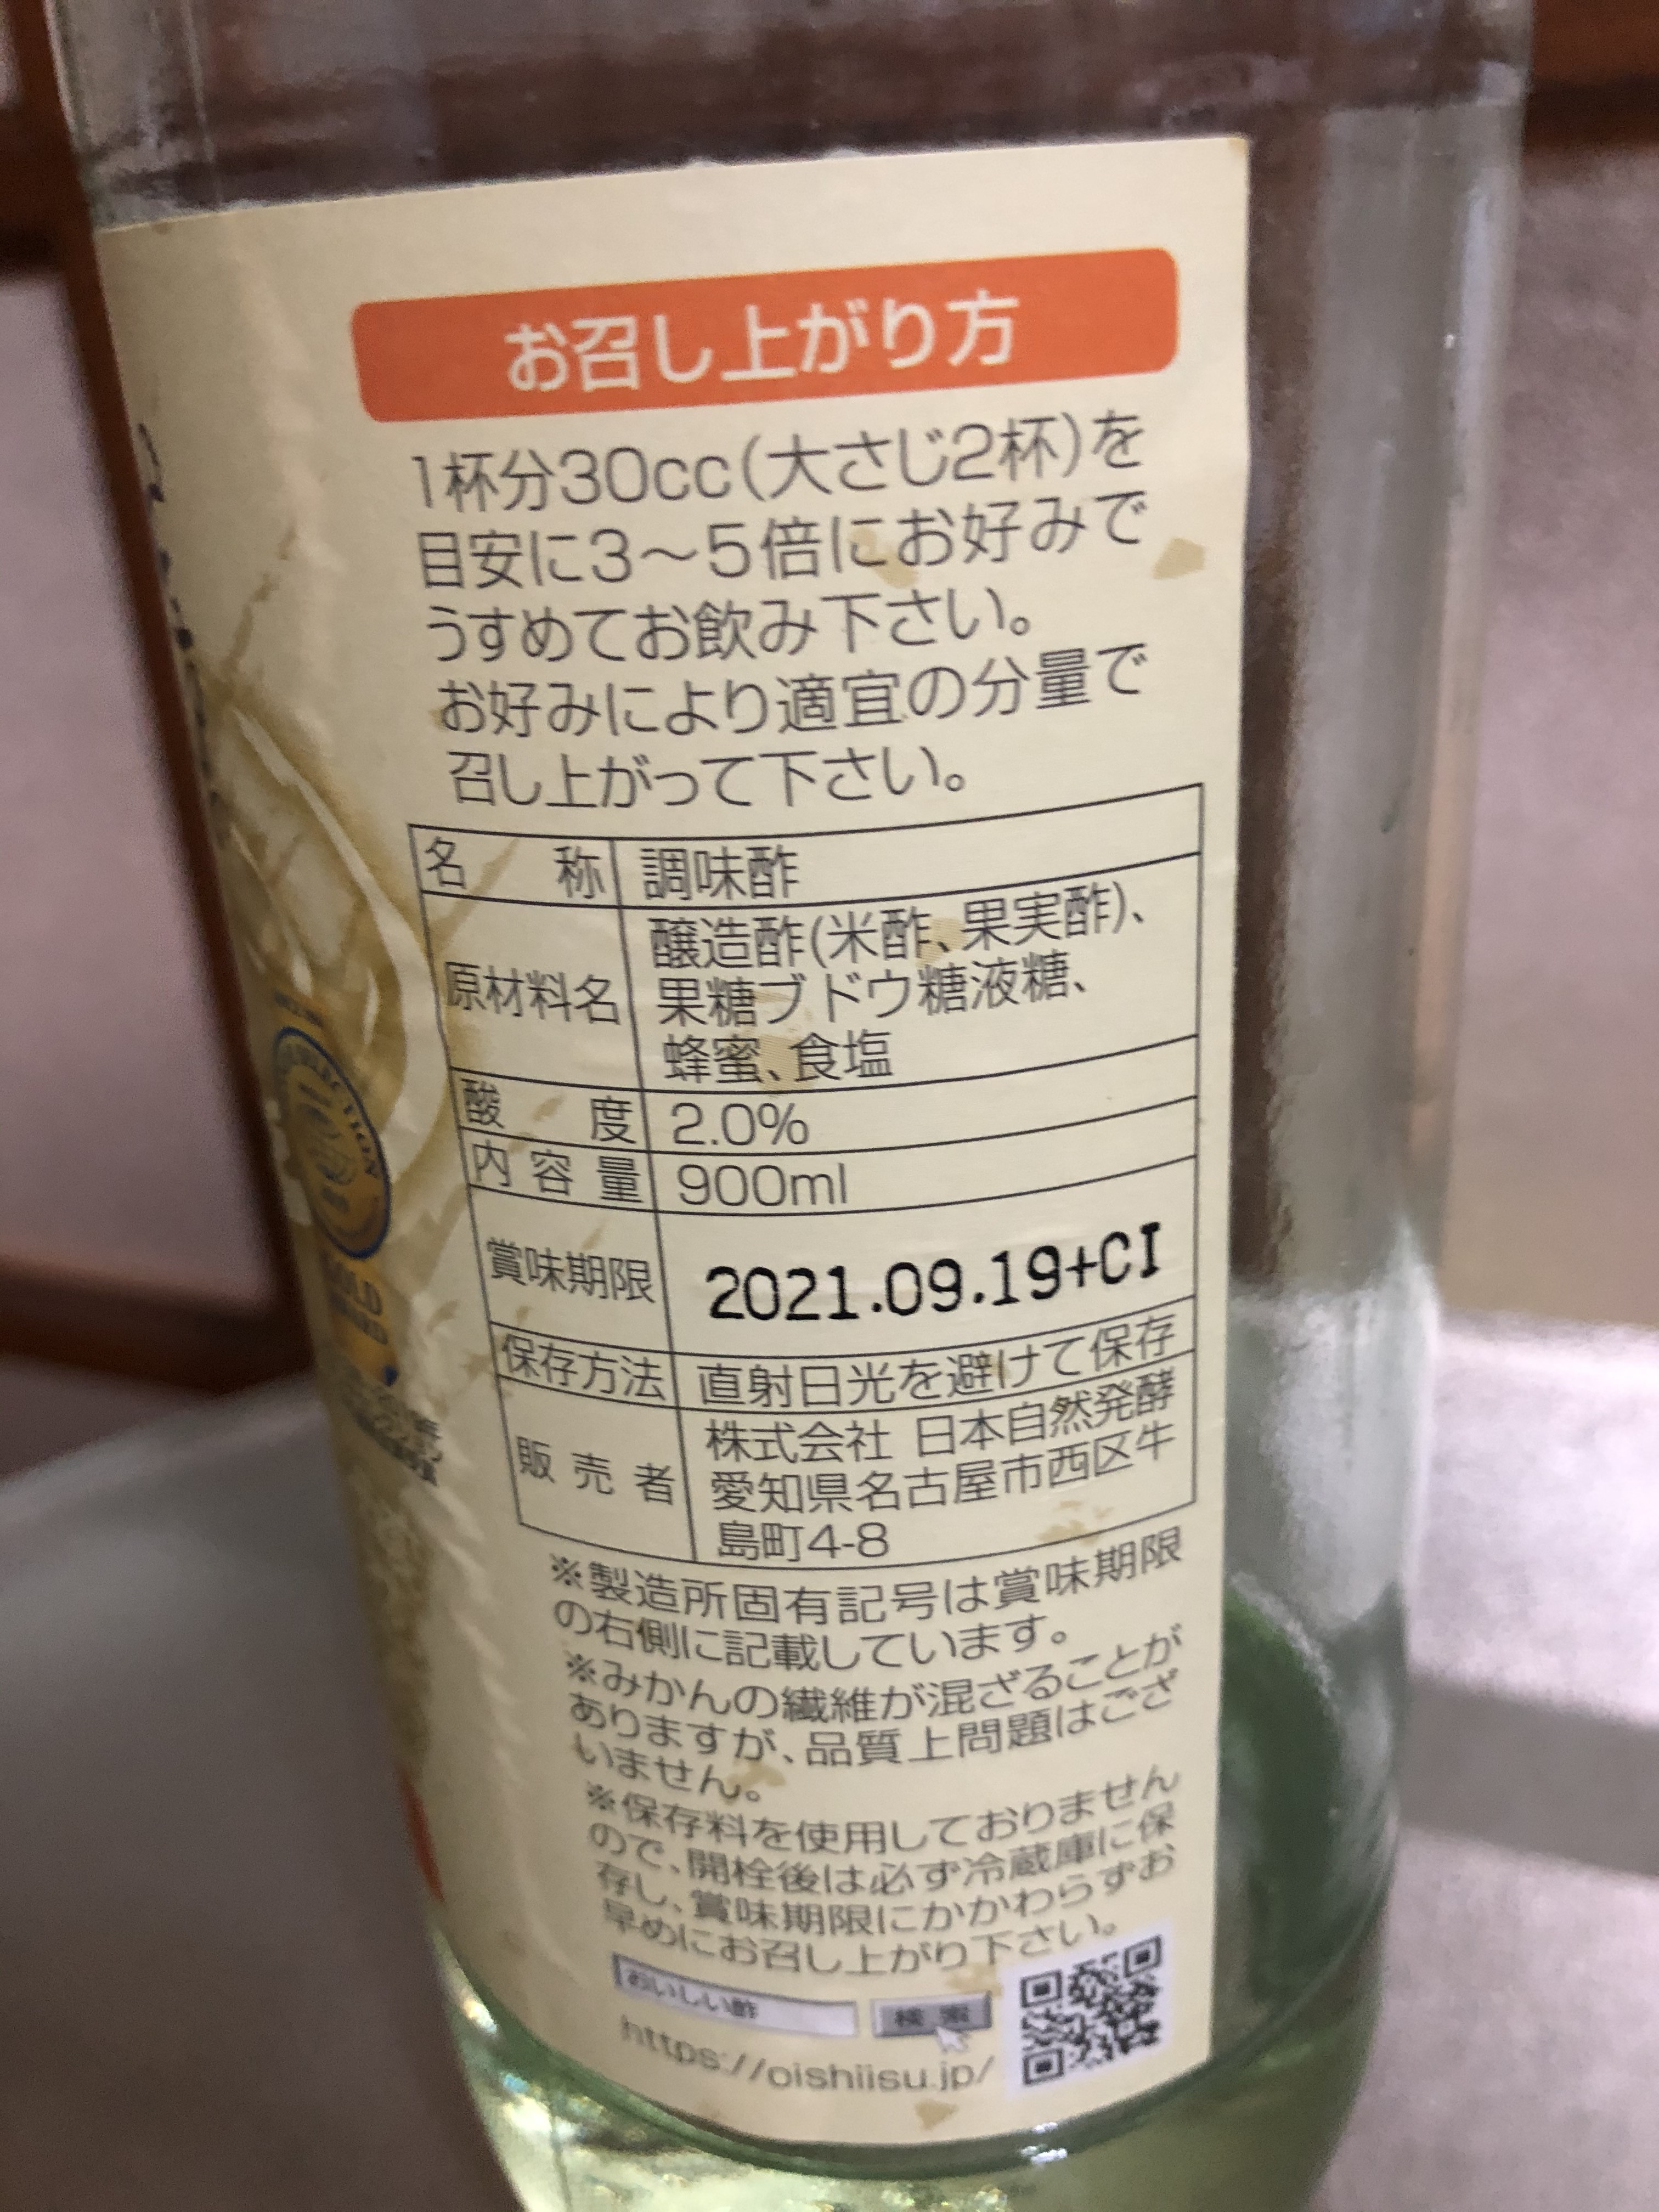 お召し上がり方
1杯分30cc(大さじ2杯)を
目安に3〜5倍にお好みで
うすめてお飲み下さい。
お好みにより適宜の分量で
召し上がって下さい。
名 称 調味酢
原材料名 醸造酢(米酢、果実酢)、
果糖ブドウ糖液糖、
蜂蜜、食塩
酸 度 2.0%
内容量 900ml
賞味期限 2021.09.19+CI
保存方法 直射日光を避けて保存
販売者 株式会社 日本自然発酵
愛知県名古屋市西区牛
島町4-8
※製造所固有記号は賞味期限
の右側に記載しています。
※みかんの繊維が混ざることが
ありますが、品質上問題はござ
いません。
※保存料を使用しておりません
ので、開栓後は必ず冷蔵庫に保
存し、賞味期限にかかわらずお
早めにお召し上がり下さい。
おいしい酢 検索
https://oishiisu.jp/